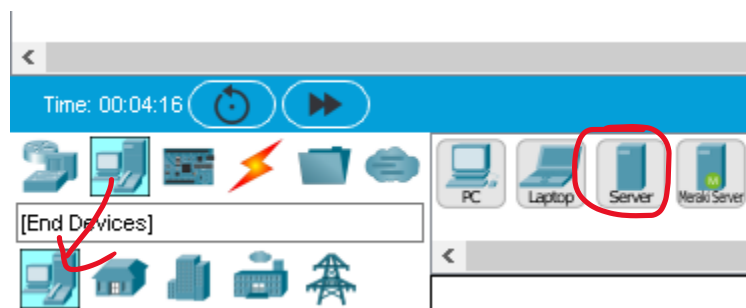 Time: 00:04:16
PC
Laptop
Server
Meraki Server
[End Devices]